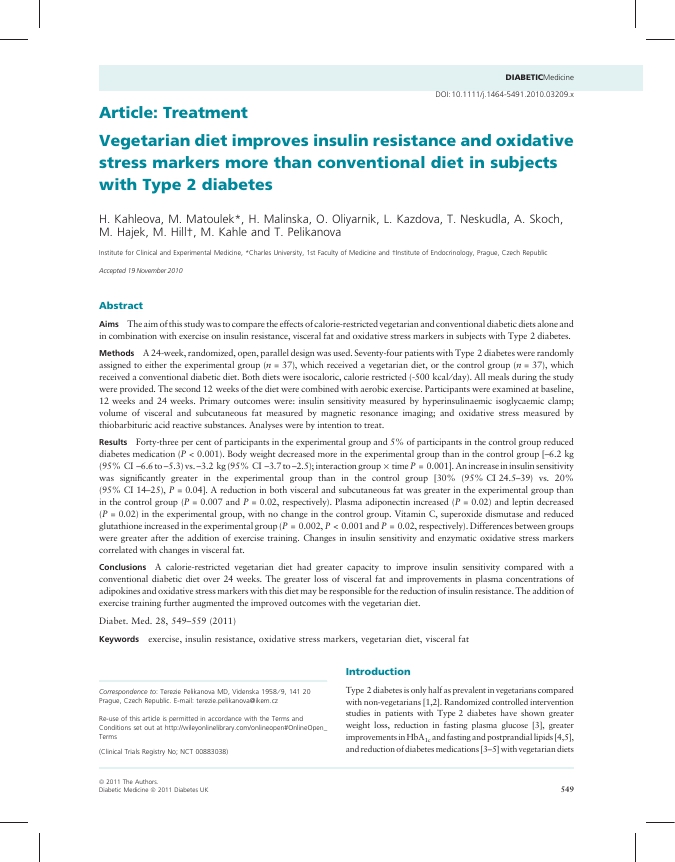 DIABETICMedicine
DOI: 10.1111/j.1464-5491.2010.03209.x
Article: Treatment
Vegetarian diet improves insulin resistance and oxidative
stress markers more than conventional diet in subjects
with Type 2 diabetes
H. Kahleova, M. Matoulek*, H. Malinska, O. Oliyarnik, L. Kazdova, T. Neskudla, A. Skoch,
M. Hajek, M. Hill†, M. Kahle and T. Pelikanova
Institute for Clinical and Experimental Medicine, *Charles University, 1st Faculty of Medicine and †Institute of Endocrinology, Prague, Czech Republic
Accepted 19 November 2010
Abstract
Aims The aim of this study was to compare the effects of calorie-restricted vegetarian and conventional diabetic diets alone and
in combination with exercise on insulin resistance, visceral fat and oxidative stress markers in subjects with Type 2 diabetes.
Methods A 24-week, randomized, open, parallel design was used. Seventy-four patients with Type 2 diabetes were randomly
assigned to either the experimental group (n = 37), which received a vegetarian diet, or the control group (n = 37), which
received a conventional diabetic diet. Both diets were isocaloric, calorie restricted (-500 kcal/day). All meals during the study
were provided. The second 12 weeks of the diet were combined with aerobic exercise. Participants were examined at baseline,
12 weeks and 24 weeks. Primary outcomes were: insulin sensitivity measured by hyperinsulinaemic isoglycaemic clamp;
volume of visceral and subcutaneous fat measured by magnetic resonance imaging; and oxidative stress measured by
thiobarbituric acid reactive substances. Analyses were by intention to treat.
Results Forty-three per cent of participants in the experimental group and 5% of participants in the control group reduced
diabetes medication (P < 0.001). Body weight decreased more in the experimental group than in the control group [–6.2 kg
(95% CI –6.6 to –5.3) vs. –3.2 kg (95% CI –3.7 to –2.5); interaction group × time P = 0.001]. An increase in insulin sensitivity
was significantly greater in the experimental group than in the control group [30% (95% CI 24.5–39) vs. 20%
(95% CI 14–25), P = 0.04]. A reduction in both visceral and subcutaneous fat was greater in the experimental group than
in the control group (P = 0.007 and P = 0.02, respectively). Plasma adiponectin increased (P = 0.02) and leptin decreased
(P = 0.02) in the experimental group, with no change in the control group. Vitamin C, superoxide dismutase and reduced
glutathione increased in the experimental group (P = 0.002, P < 0.001 and P = 0.02, respectively). Differences between groups
were greater after the addition of exercise training. Changes in insulin sensitivity and enzymatic oxidative stress markers
correlated with changes in visceral fat.
Conclusions A calorie-restricted vegetarian diet had greater capacity to improve insulin sensitivity compared with a
conventional diabetic diet over 24 weeks. The greater loss of visceral fat and improvements in plasma concentrations of
adipokines and oxidative stress markers with this diet may be responsible for the reduction of insulin resistance. The addition of
exercise training further augmented the improved outcomes with the vegetarian diet.
Diabet. Med. 28, 549–559 (2011)
Keywords exercise, insulin resistance, oxidative stress markers, vegetarian diet, visceral fat
Correspondence to: Terezie Pelikanova MD, Videnska 1958/9, 141 20
Prague, Czech Republic. E-mail: terezie.pelikanova@ikem.cz
Re-use of this article is permitted in accordance with the Terms and
Conditions set out at http://wileyonlinelibrary.com/onlineopen#OnlineOpen_
Terms
(Clinical Trials Registry No; NCT 00883038)
Introduction
Type 2 diabetes is only half as prevalent in vegetarians compared
with non-vegetarians [1,2]. Randomized controlled intervention
studies in patients with Type 2 diabetes have shown greater
weight loss, reduction in fasting plasma glucose [3], greater
improvements in HbA1c and fasting and postprandial lipids [4,5],
and reduction of diabetes medications [3–5] with vegetarian diets
© 2011 The Authors.
Diabetic Medicine © 2011 Diabetes UK
549